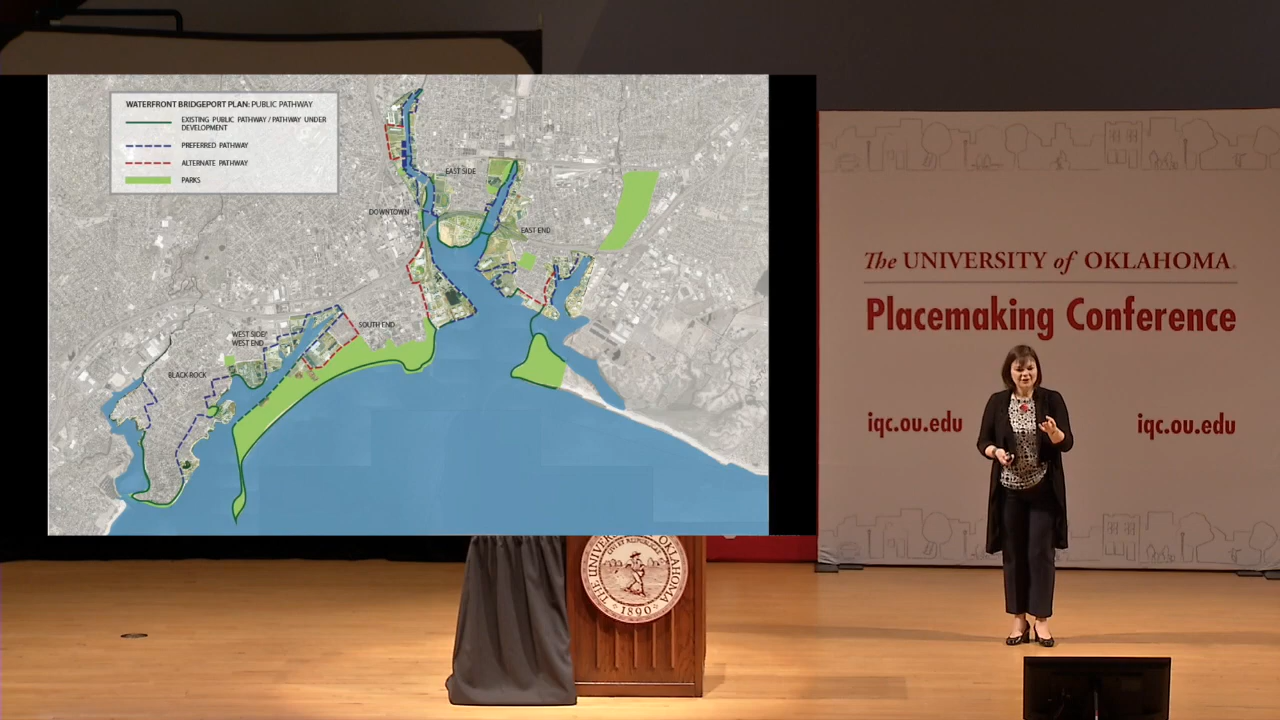 WATERFRONT BRIDGEPORT PLAN: PUBLIC PATHWAY
EXISTING PUBLIC PATHWAY / PATHWAY UNDER
DEVELOPMENT
PREFERRED PATHWAY
ALTERNATE PATHWAY
PARKS
EAST SIDE
DOWNTOWN
EAST END
SOUTH END
WEST SIDE/
WEST END
BLACK ROCK
The UNIVERSITY of OKLAHOMA
Placemaking Conference
iqc.ou.edu
iqc.ou.edu
THE UNIVERSITY OF OKLAHOMA
1890